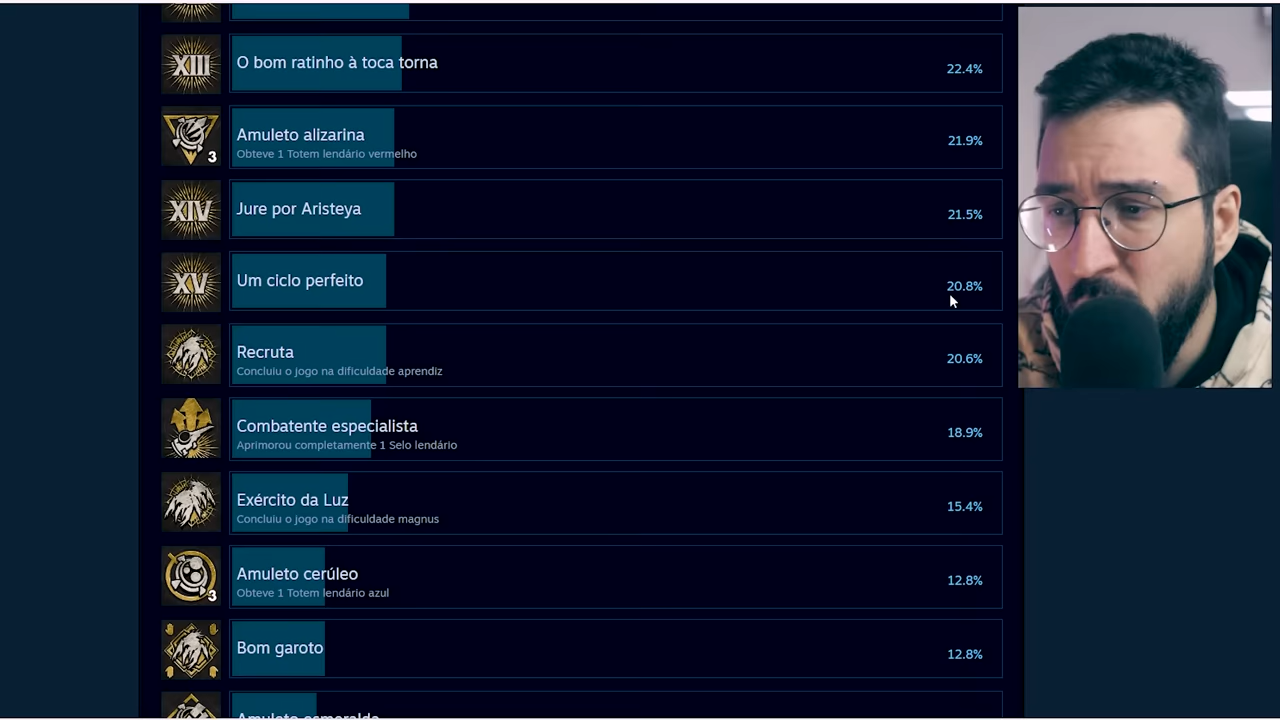 XIII
O bom ratinho à toca torna
22.4%
3
Amuleto alizarina
Obteve 1 Totem lendário vermelho
21.9%
XIV
Jure por Aristeya
21.5%
XV
Um ciclo perfeito
20.8%
Recruta
Concluiu o jogo na dificuldade aprendiz
20.6%
Combatente especialista
Aprimorou completamente 1 Selo lendário
18.9%
Exército da Luz
Concluiu o jogo na dificuldade magnus
15.4%
3
Amuleto cerúleo
Obteve 1 Totem lendário azul
12.8%
Bom garoto
12.8%
Amuleto esmeralda